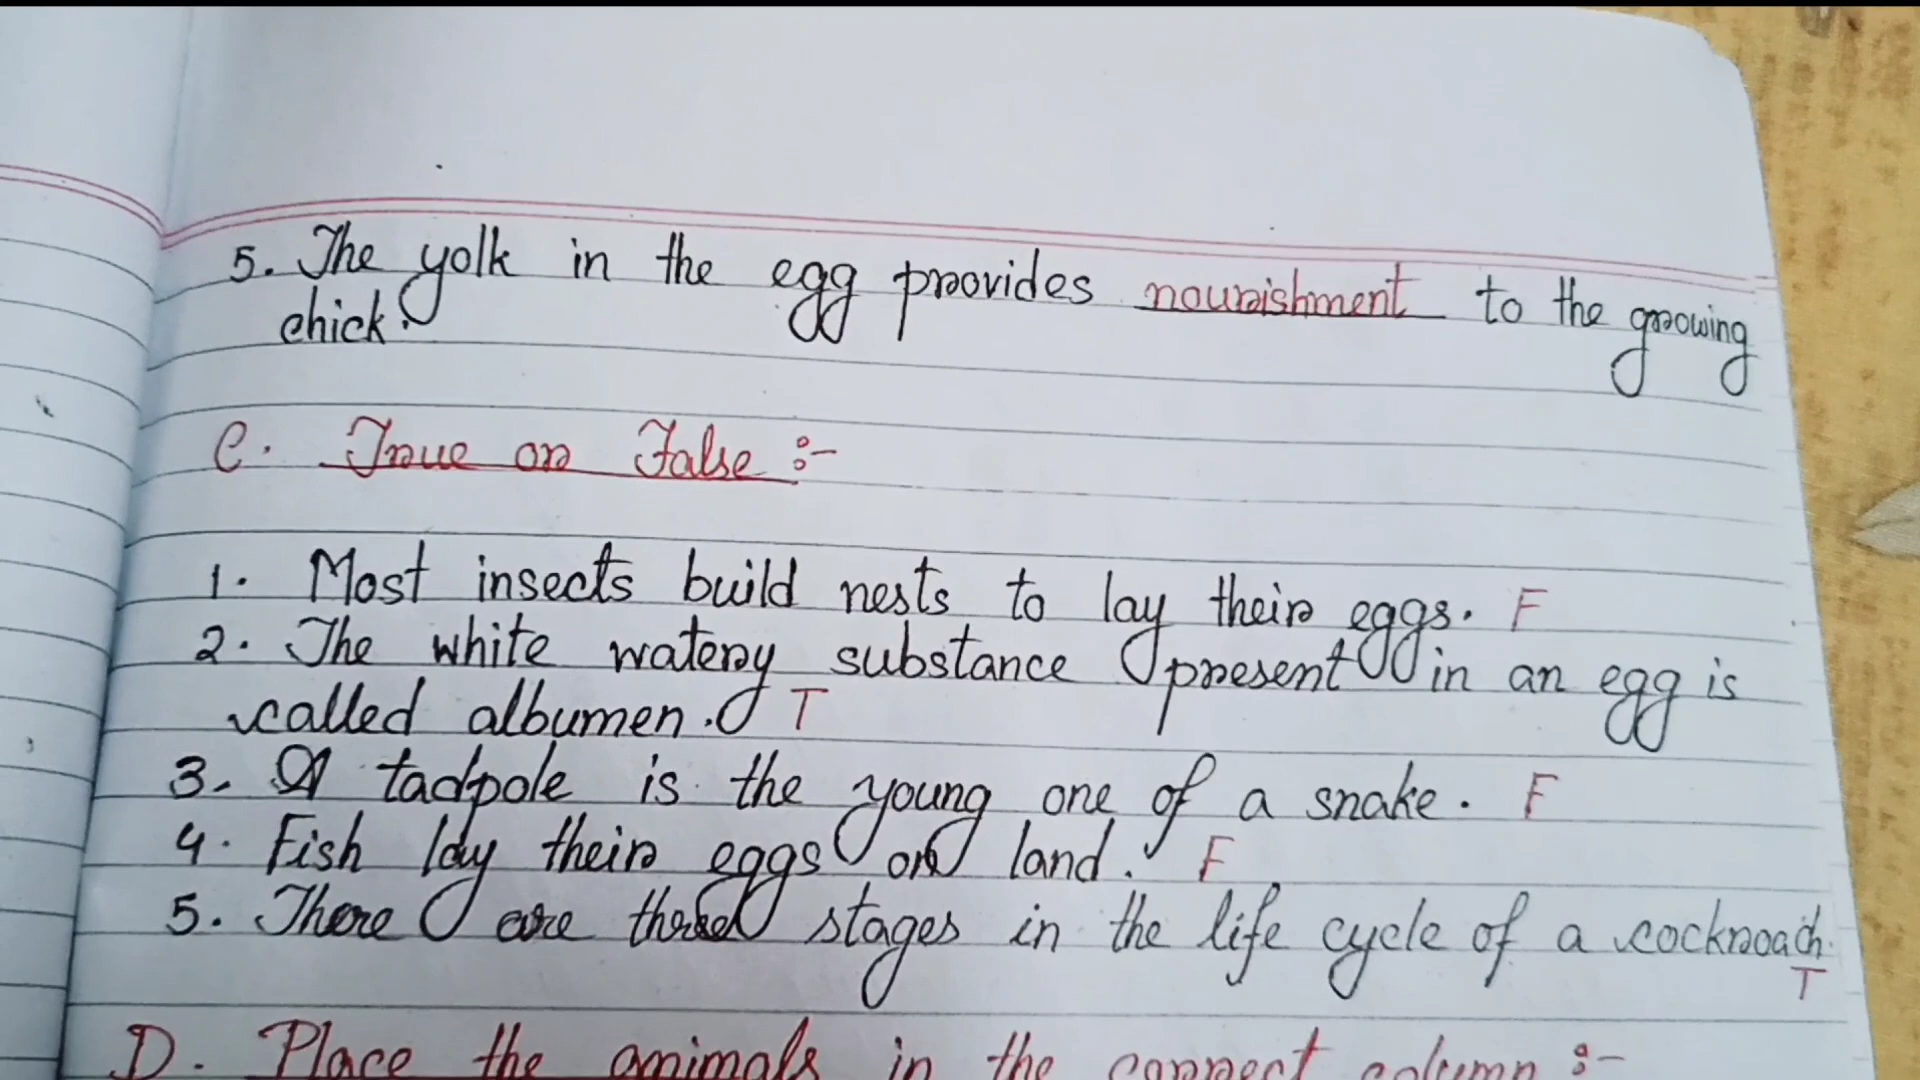 5. The yolk in the egg provides nourishment to the growing
chick.
C. True or False :-
1. Most insects build nests to lay their eggs. F
2. The white watery substance present in an egg is
called albumen. T
3. A tadpole is the young one of a snake. F
4. Fish lay their eggs on land. F
5. There are three stages in the life cycle of a cockroach.
T
D. Place the animals in the correct column :-